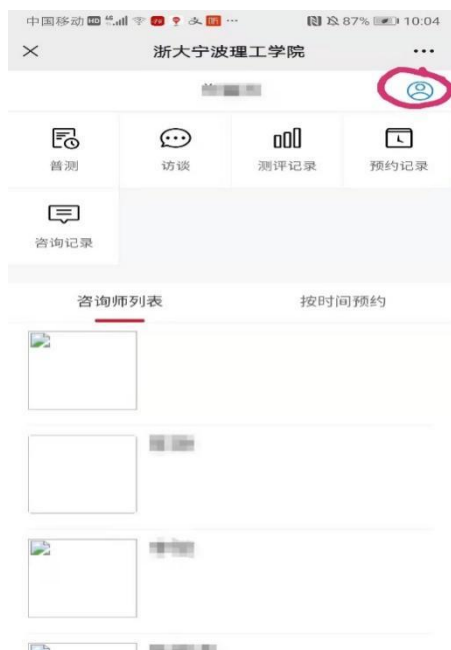 中国移动 HD 87% 10:04
浙大宁波理工学院
普测 访谈 测评记录 预约记录
咨询记录
咨询师列表 按时间预约